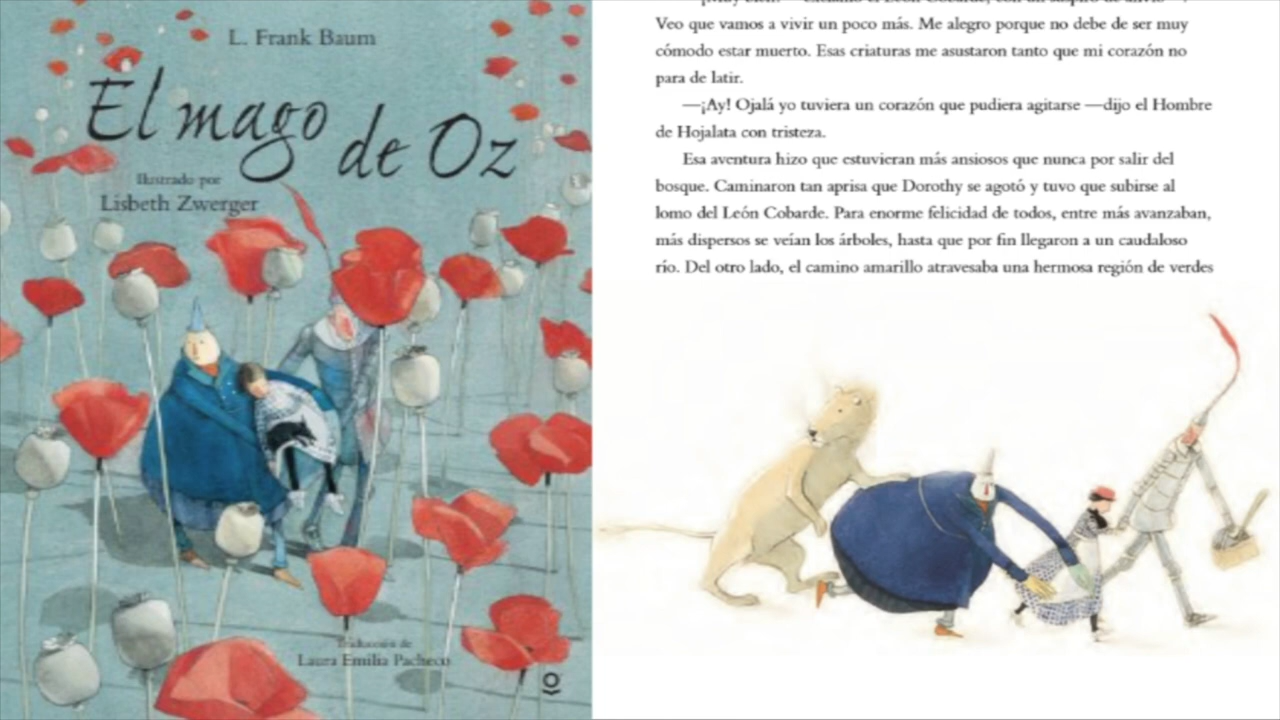 L. Frank Baum
El mago
de Oz
Ilustrado por
Lisbeth Zwerger
Traducción de
Laura Emilia Pacheco
Veo que vamos a vivir un poco más. Me alegro porque no debe de ser muy
cómodo estar muerto. Esas criaturas me asustaron tanto que mi corazón no
para de latir.
—¡Ay! Ojalá yo tuviera un corazón que pudiera agitarse —dijo el Hombre
de Hojalata con tristeza.
Esa aventura hizo que estuvieran más ansiosos que nunca por salir del
bosque. Caminaron tan aprisa que Dorothy se agotó y tuvo que subirse al
lomo del León Cobarde. Para enorme felicidad de todos, entre más avanzaban,
más dispersos se veían los árboles, hasta que por fin llegaron a un caudaloso
río. Del otro lado, el camino amarillo atravesaba una hermosa región de verdes